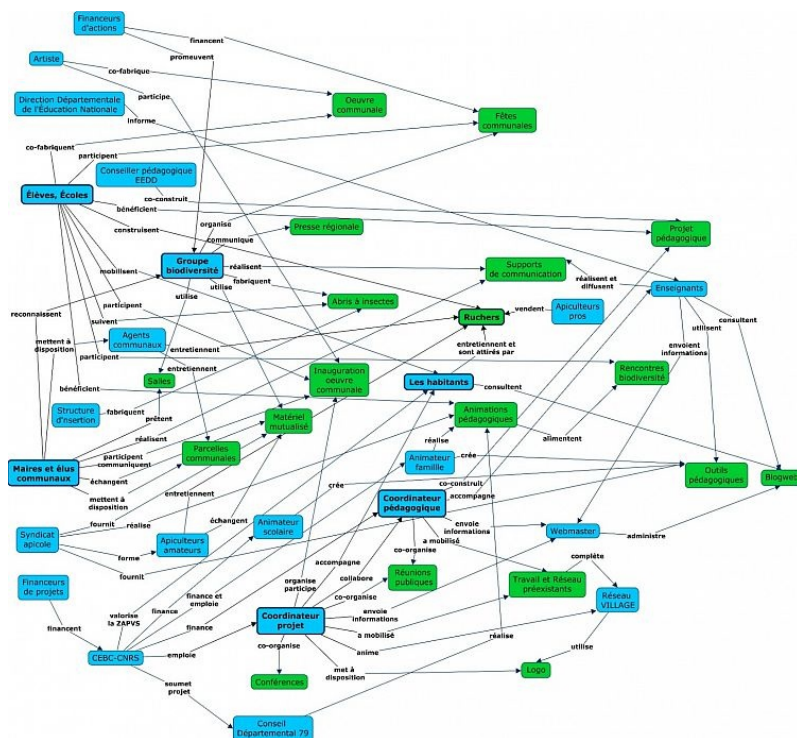 Financeurs
d'actions
financent
promeuvent
Artiste
co-fabrique
participe
Direction Départementale
de l'Éducation Nationale
informe
Oeuvre
communale
Fêtes
communales
co-fabriquent
participent
Conseiller pédagogique
EEDD
co-construit
Élèves, Écoles
bénéficient
construisent
organise
communique
Presse régionale
Projet
pédagogique
Groupe
biodiversité
mobilisent
utilise
réalisent
fabriquent
Supports
de communication
réalisent et
diffusent
Enseignants
utilise
reconnaissent
participent
suivent
Abris à insectes
Ruchers
vendent
Apiculteurs
pros
consultent
utilisent
envoient
informations
mettent à
disposition
Agents
communaux
entretiennent
participent
entretiennent
entretiennent et
sont attirés par
Salles
bénéficient
Inauguration
oeuvre
communale
Les habitants
Rencontres
biodiversité
consultent
Structure
d'nsertion
fabriquent
prêtent
Matériel
mutualisé
Animations
pédagogiques
réalise
alimentent
réalisent
participent
communiquent
Parcelles
communales
Maires et élus
communaux
échangent
mettent à
disposition
entretiennent
Animateur
famillle
crée
crée
co-construit
accompagne
Outils
pédagogiques
Blogweb
Coordinateur
pédagogique
Syndicat
apicole
fournit
réalise
forme
fournit
Apiculteurs
amateurs
échangent
Animateur
scolaire
envoie
informations
a mobilisé
Webmaster
administre
co-organise
complète
Financeurs
de projets
financent
valorise
la ZAPVS
finance
finance et
emploie
finance
accompagne
collabore
organise
participe
co-organise
Réunions
publiques
Travail et Réseau
préexistants
Réseau
VILLAGE
Coordinateur
projet
envoie
informations
a mobilisé
anime
réalise
utilise
CEBC-CNRS
emploie
co-organise
met à
disposition
Conférences
Logo
soumet
projet
Conseil
Départemental 79